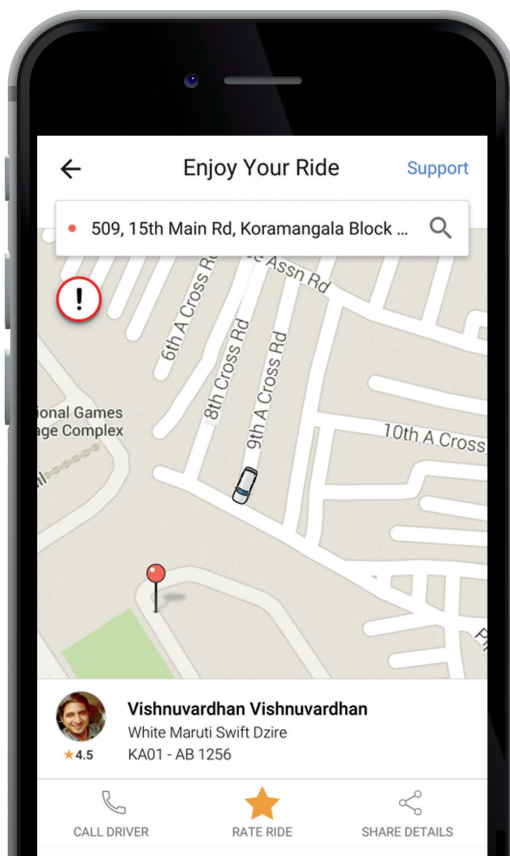 Enjoy Your Ride
Support
509, 15th Main Rd, Koramangala Block ...
Assn Rd
!
6th A Cross
8th Cross Rd
9th A Cross Rd
ional Games
age Complex
10th A Cross
Vishnuvardhan Vishnuvardhan
White Maruti Swift Dzire
★4.5
KA01 - AB 1256
CALL DRIVER
RATE RIDE
SHARE DETAILS